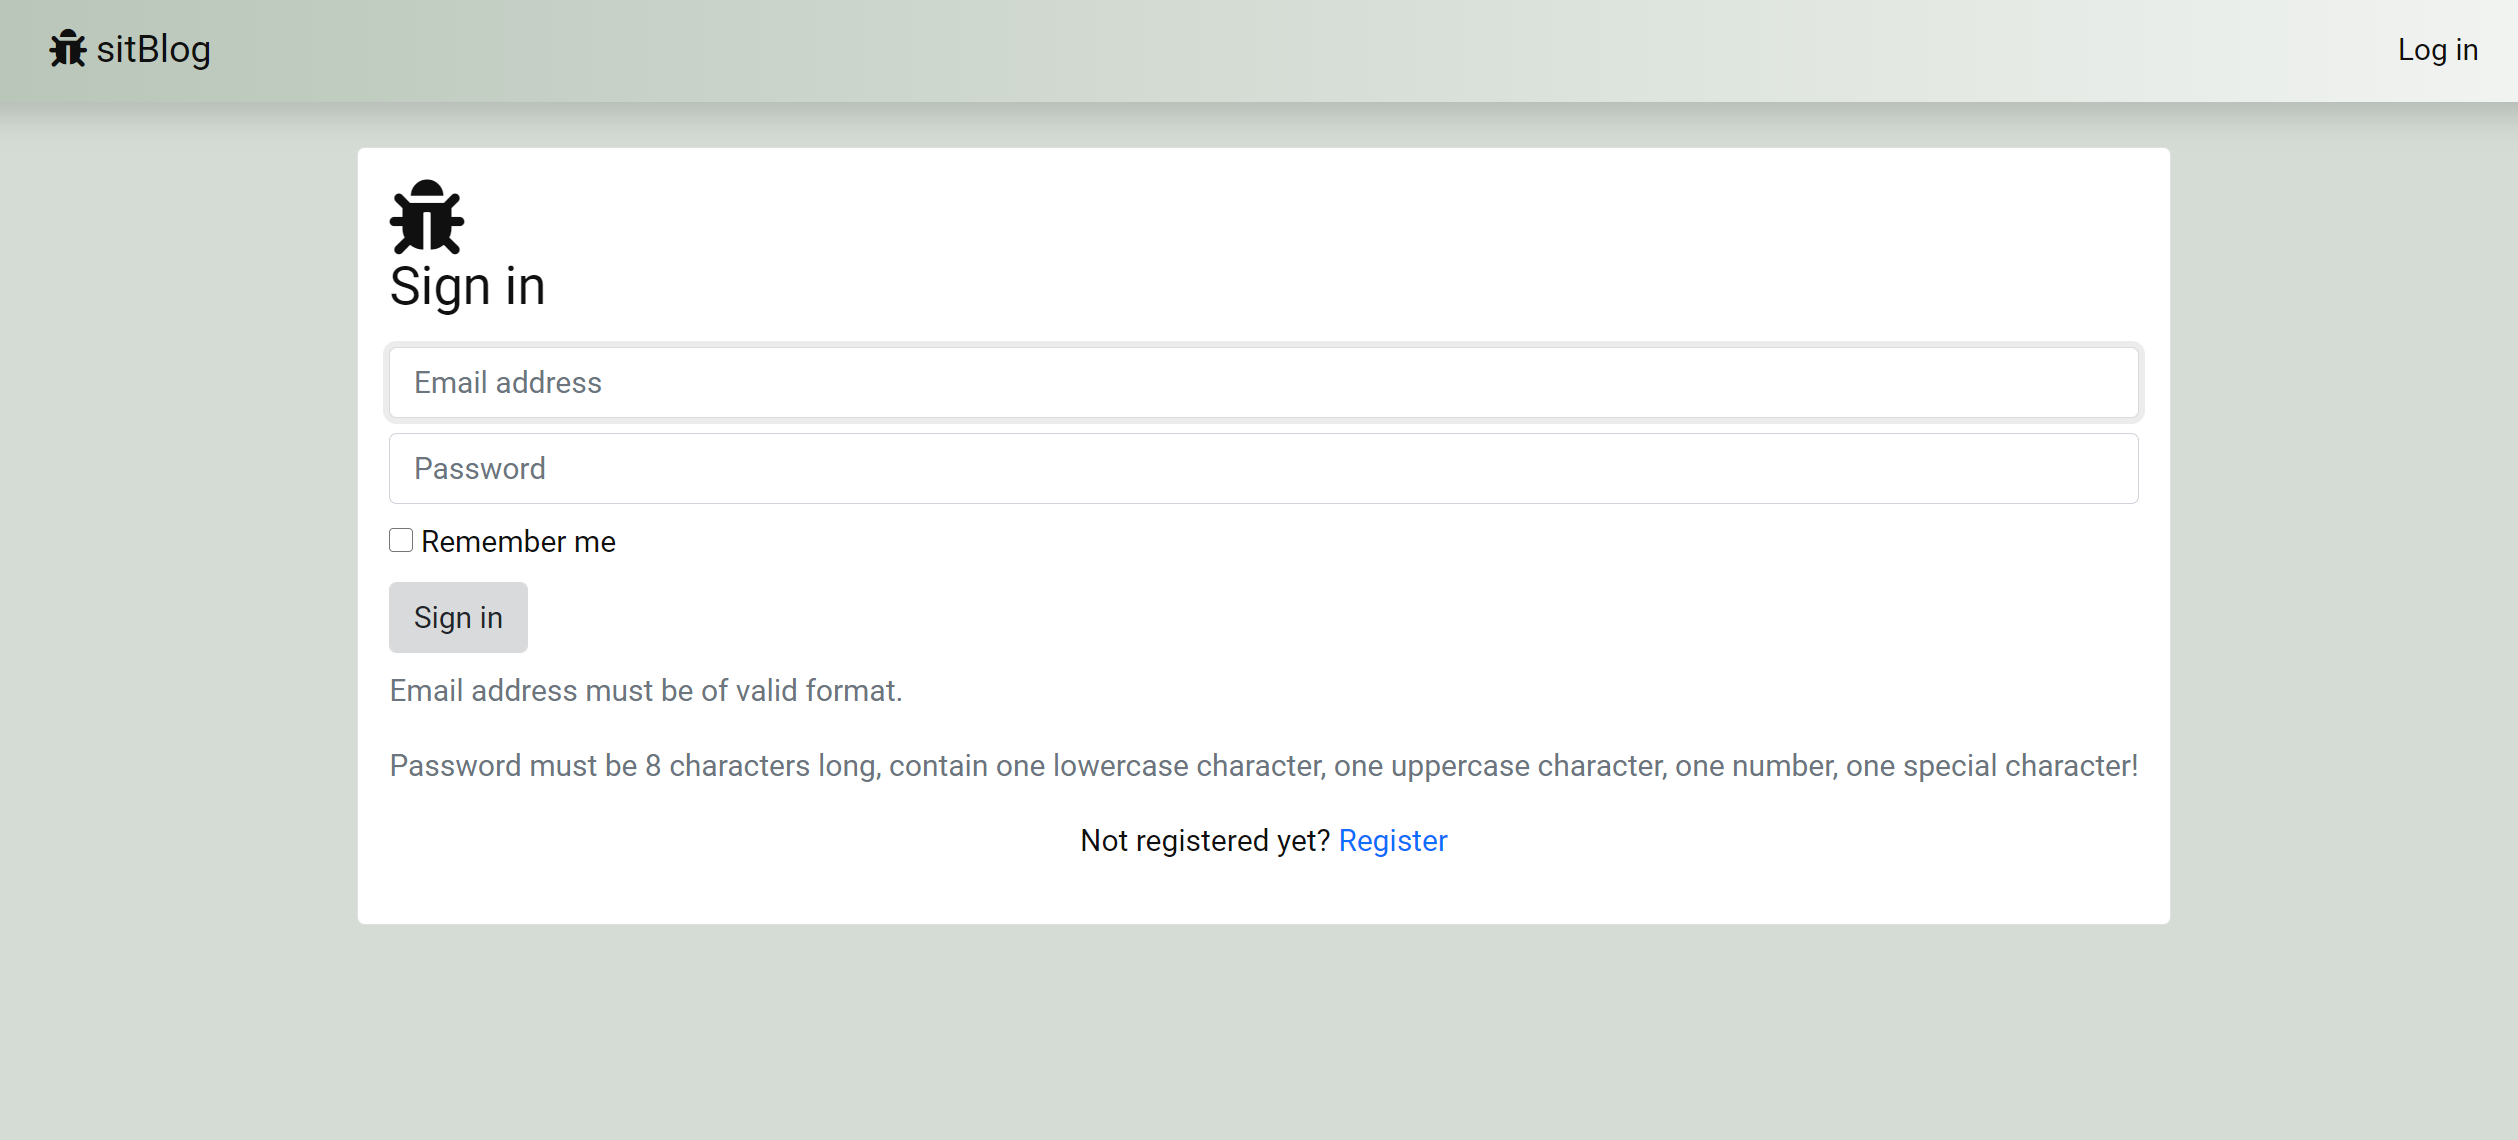 sitBlog
Log in
Sign in
Email address
Password
Remember me
Sign in
Email address must be of valid format.
Password must be 8 characters long, contain one lowercase character, one uppercase character, one number, one special character!
Not registered yet? Register